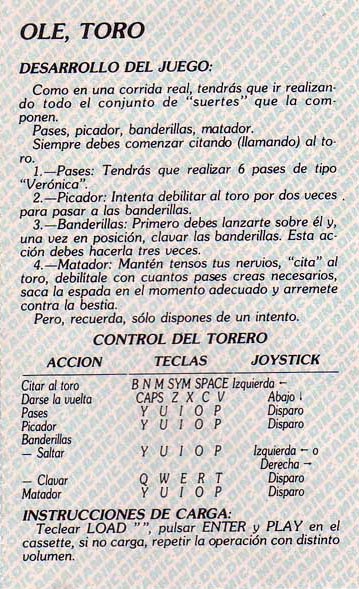 OLE, TORO
DESARROLLO DEL JUEGO:
Como en una corrida real, tendrás que ir realizan-
do todo el conjunto de "suertes" que la com-
ponen.
Pases, picador, banderillas, matador.
Siempre debes comenzar citando (llamando) al to-
ro.
1.—Pases: Tendrás que realizar 6 pases de tipo
"Verónica".
2.—Picador: Intenta debilitar al toro por dos veces
para pasar a las banderillas.
3.—Banderillas: Primero debes lanzarte sobre él y,
una vez en posición, clavar las banderillas. Esta ac-
ción debes hacerla tres veces.
4.—Matador: Mantén tensos tus nervios, "cita" al
toro, debilítale con cuantos pases creas necesarios,
saca la espada en el momento adecuado y arremete
contra la bestia.
Pero, recuerda, sólo dispones de un intento.
CONTROL DEL TORERO
ACCION TECLAS JOYSTICK
Citar al toro B N M SYM SPACE Izquierda ←
Darse la vuelta CAPS Z X C V Abajo ↓
Pases Y U I O P Disparo
Picador Y U I O P Disparo
Banderillas
— Saltar Y U I O P Izquierda ← o
Derecha →
— Clavar Q W E R T Disparo
Matador Y U I O P Disparo
INSTRUCCIONES DE CARGA:
Teclear LOAD "", pulsar ENTER y PLAY en el
cassette, si no carga, repetir la operación con distinto
volumen.